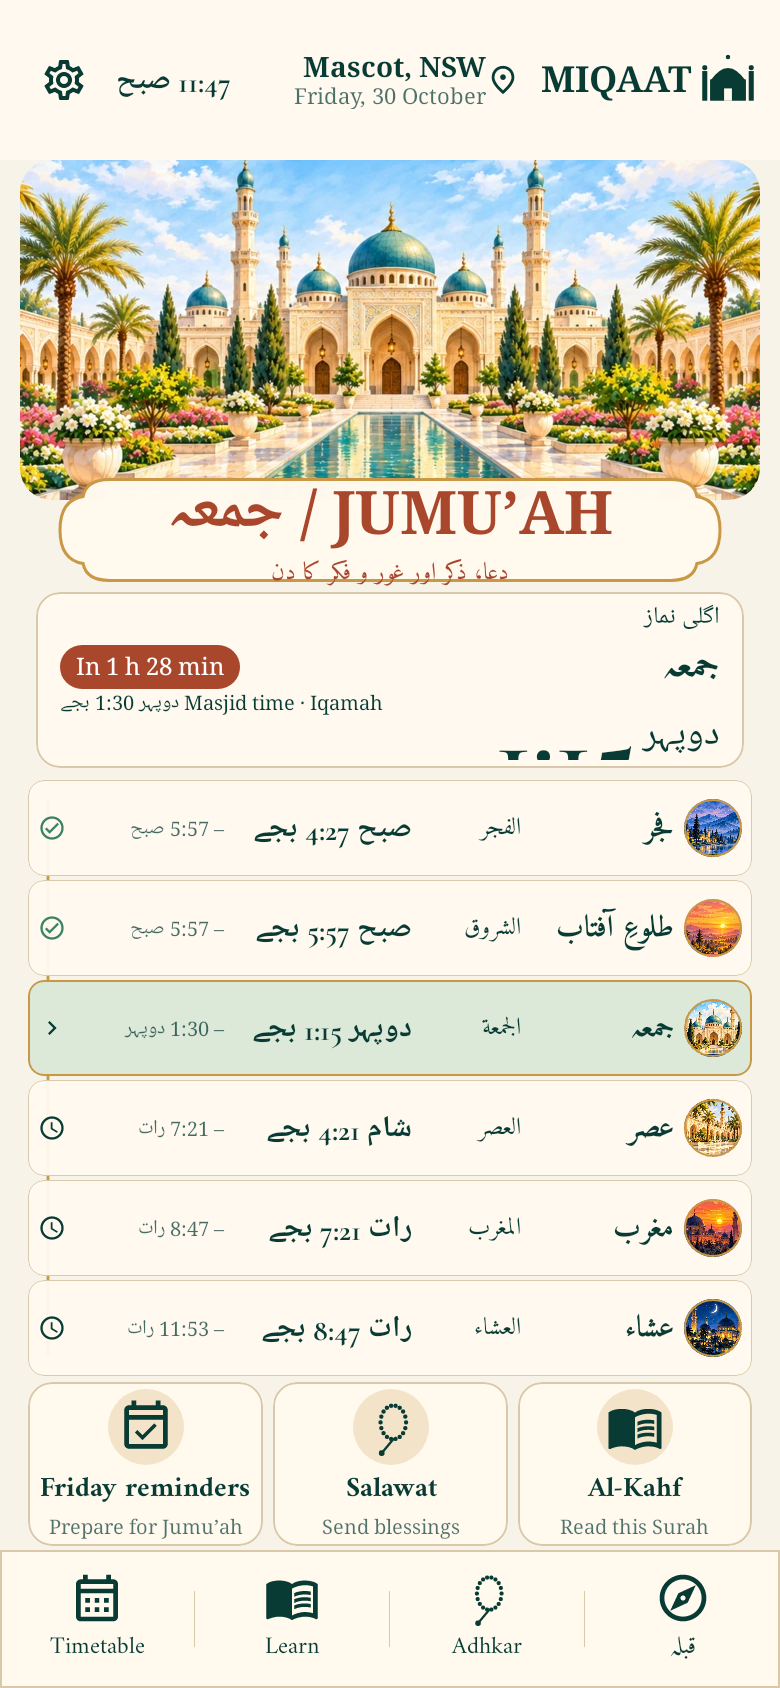 MIQAAT
Mascot, NSW
Friday, 30 October
11:47 صبح
جمعہ / JUMU’AH
دعا، ذکر اور غور و فکر کا دن
اگلی نماز
جمعہ
دوپہر
In 1 h 28 min
Masjid time · Iqamah دوپہر 1:30 بجے
فجر الفجر صبح 4:27 بجے – 5:57 صبح
طلوعِ آفتاب الشروق صبح 5:57 بجے – 5:57 صبح
جمعہ الجمعة دوپہر 1:15 بجے – 1:30 دوپہر
عصر العصر شام 4:21 بجے – 7:21 رات
مغرب المغرب رات 7:21 بجے – 8:47 رات
عشاء العشاء رات 8:47 بجے – 11:53 رات
Friday reminders
Prepare for Jumu’ah
Salawat
Send blessings
Al-Kahf
Read this Surah
Timetable
Learn
Adhkar
قبلہ